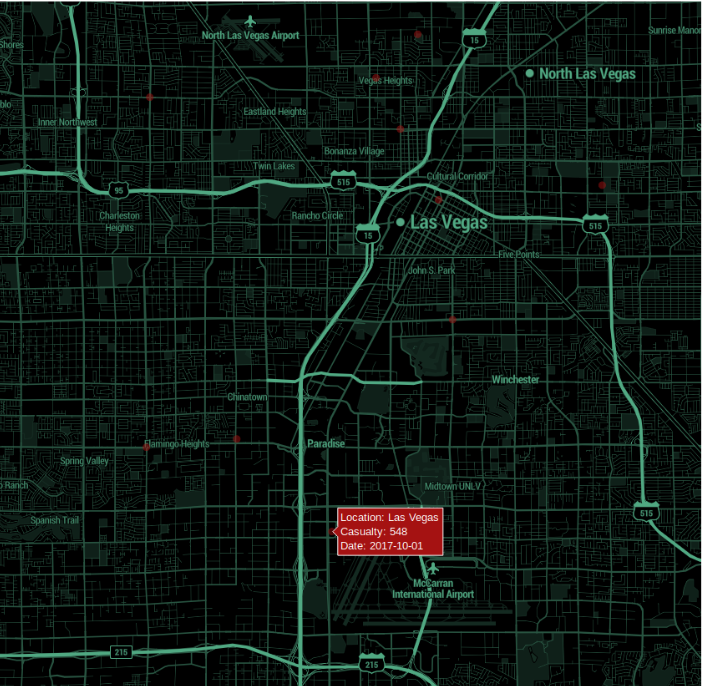 Shores
North Las Vegas Airport
15
Sunrise Manor
Vegas Heights
North Las Vegas
Eastland Heights
Inner Northwest
Bonanza Village
Twin Lakes
Cultural Corridor
95
515
Charleston
Heights
Rancho Circle
Las Vegas
15
515
Five Points
John S. Park
Winchester
Chinatown
Flamingo Heights
Paradise
Spring Valley
Ranch
Midtown UNLV
Spanish Trail
515
Location: Las Vegas
Casualty: 548
Date: 2017-10-01
McCarran
International Airport
215
215